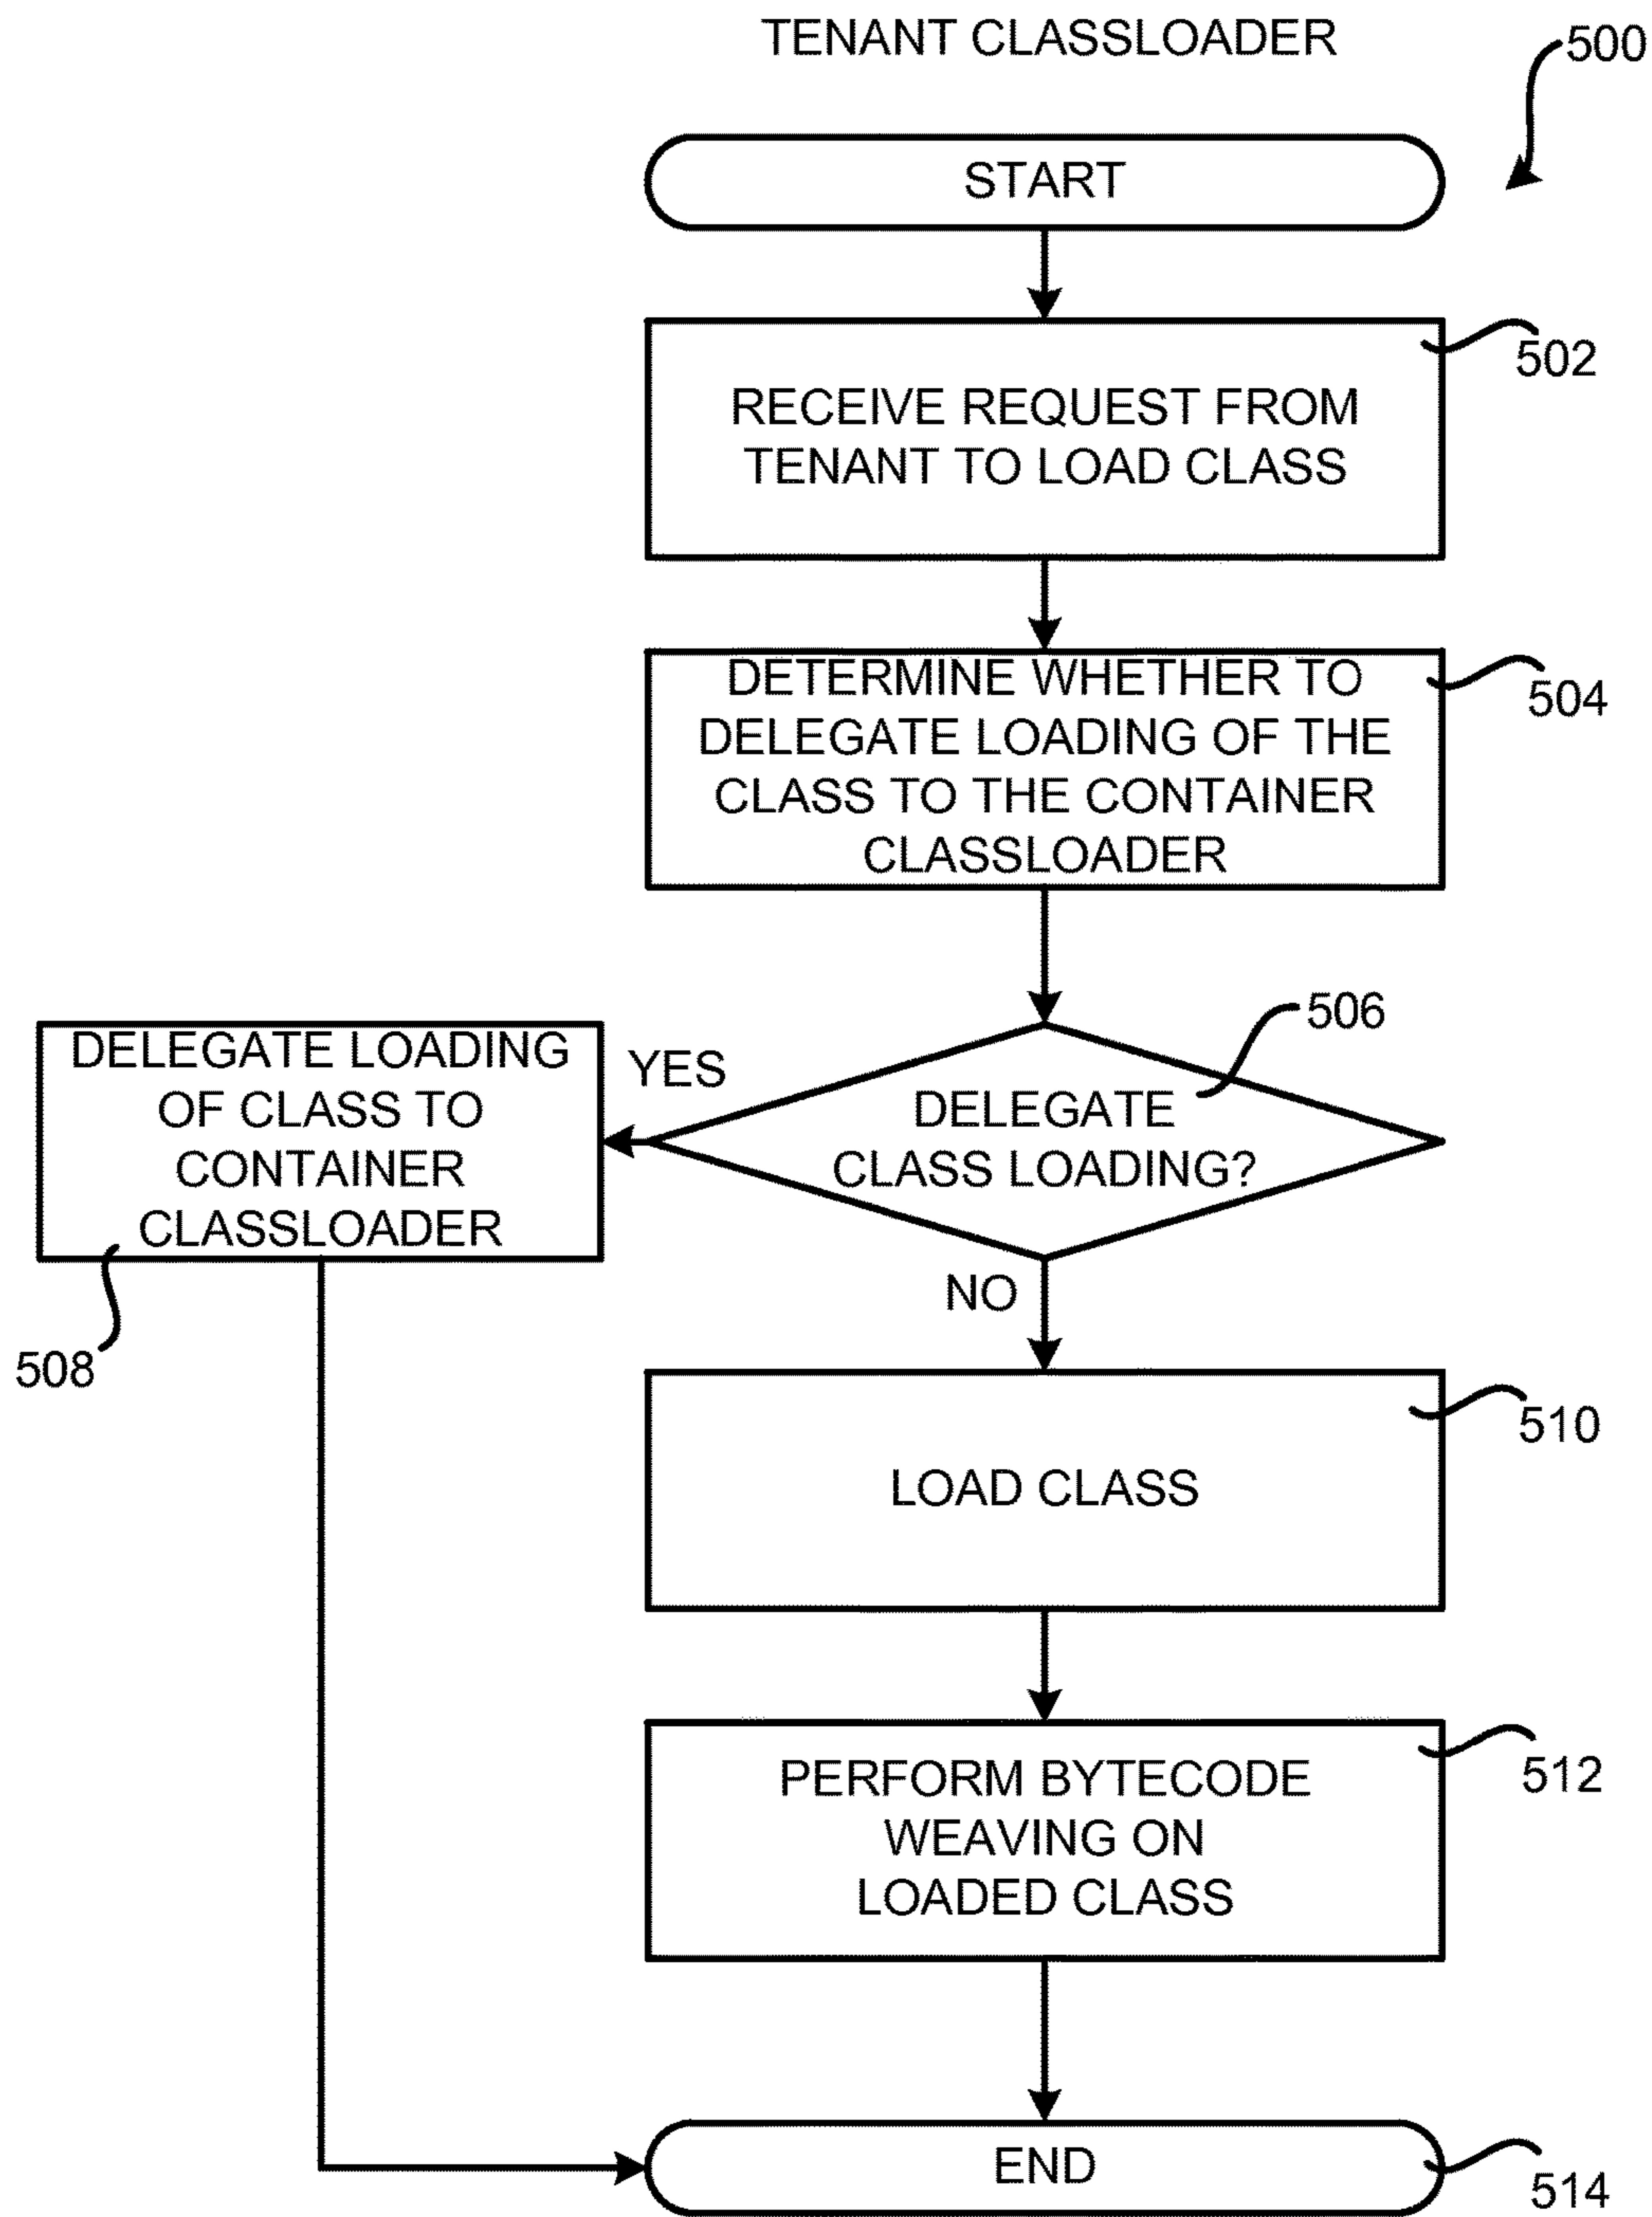 TENANT CLASSLOADER
500
START
502
RECEIVE REQUEST FROM
TENANT TO LOAD CLASS
504
DETERMINE WHETHER TO
DELEGATE LOADING OF THE
CLASS TO THE CONTAINER
CLASSLOADER
506
DELEGATE
CLASS LOADING?
YES
DELEGATE LOADING
OF CLASS TO
CONTAINER
CLASSLOADER
508
NO
510
LOAD CLASS
512
PERFORM BYTECODE
WEAVING ON
LOADED CLASS
END
514